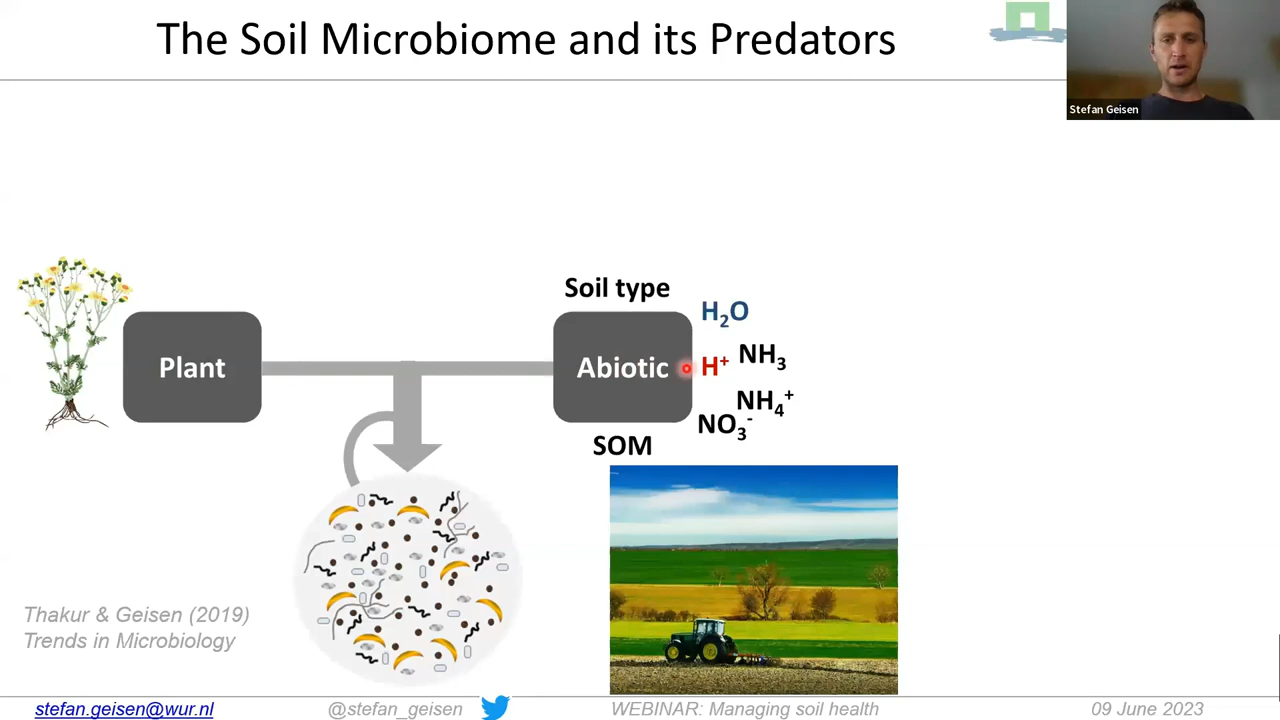 The Soil Microbiome and its Predators
Stefan Geisen
Soil type
Plant
Abiotic
H₂O
H⁺ NH₃
NH₄⁺
NO₃⁻
SOM
Thakur & Geisen (2019)
Trends in Microbiology
stefan.geisen@wur.nl @stefan_geisen WEBINAR: Managing soil health 09 June 2023